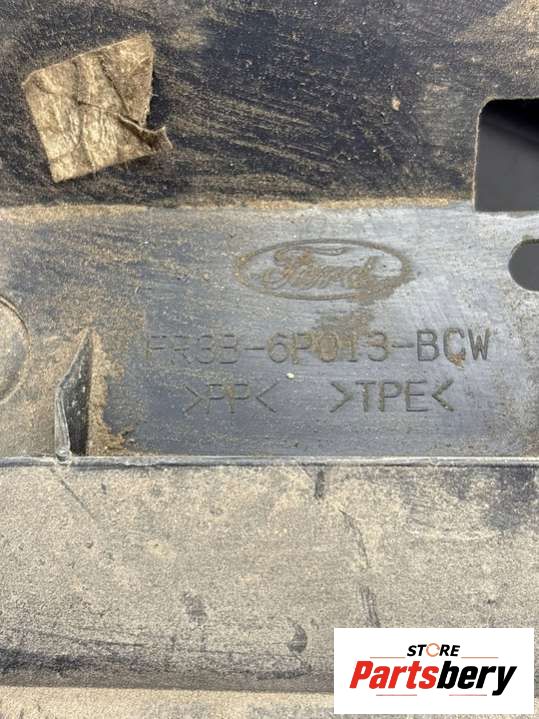 Ford
FR3B-6P013-BCW
>PP< >TPE<
STORE
Partsbery